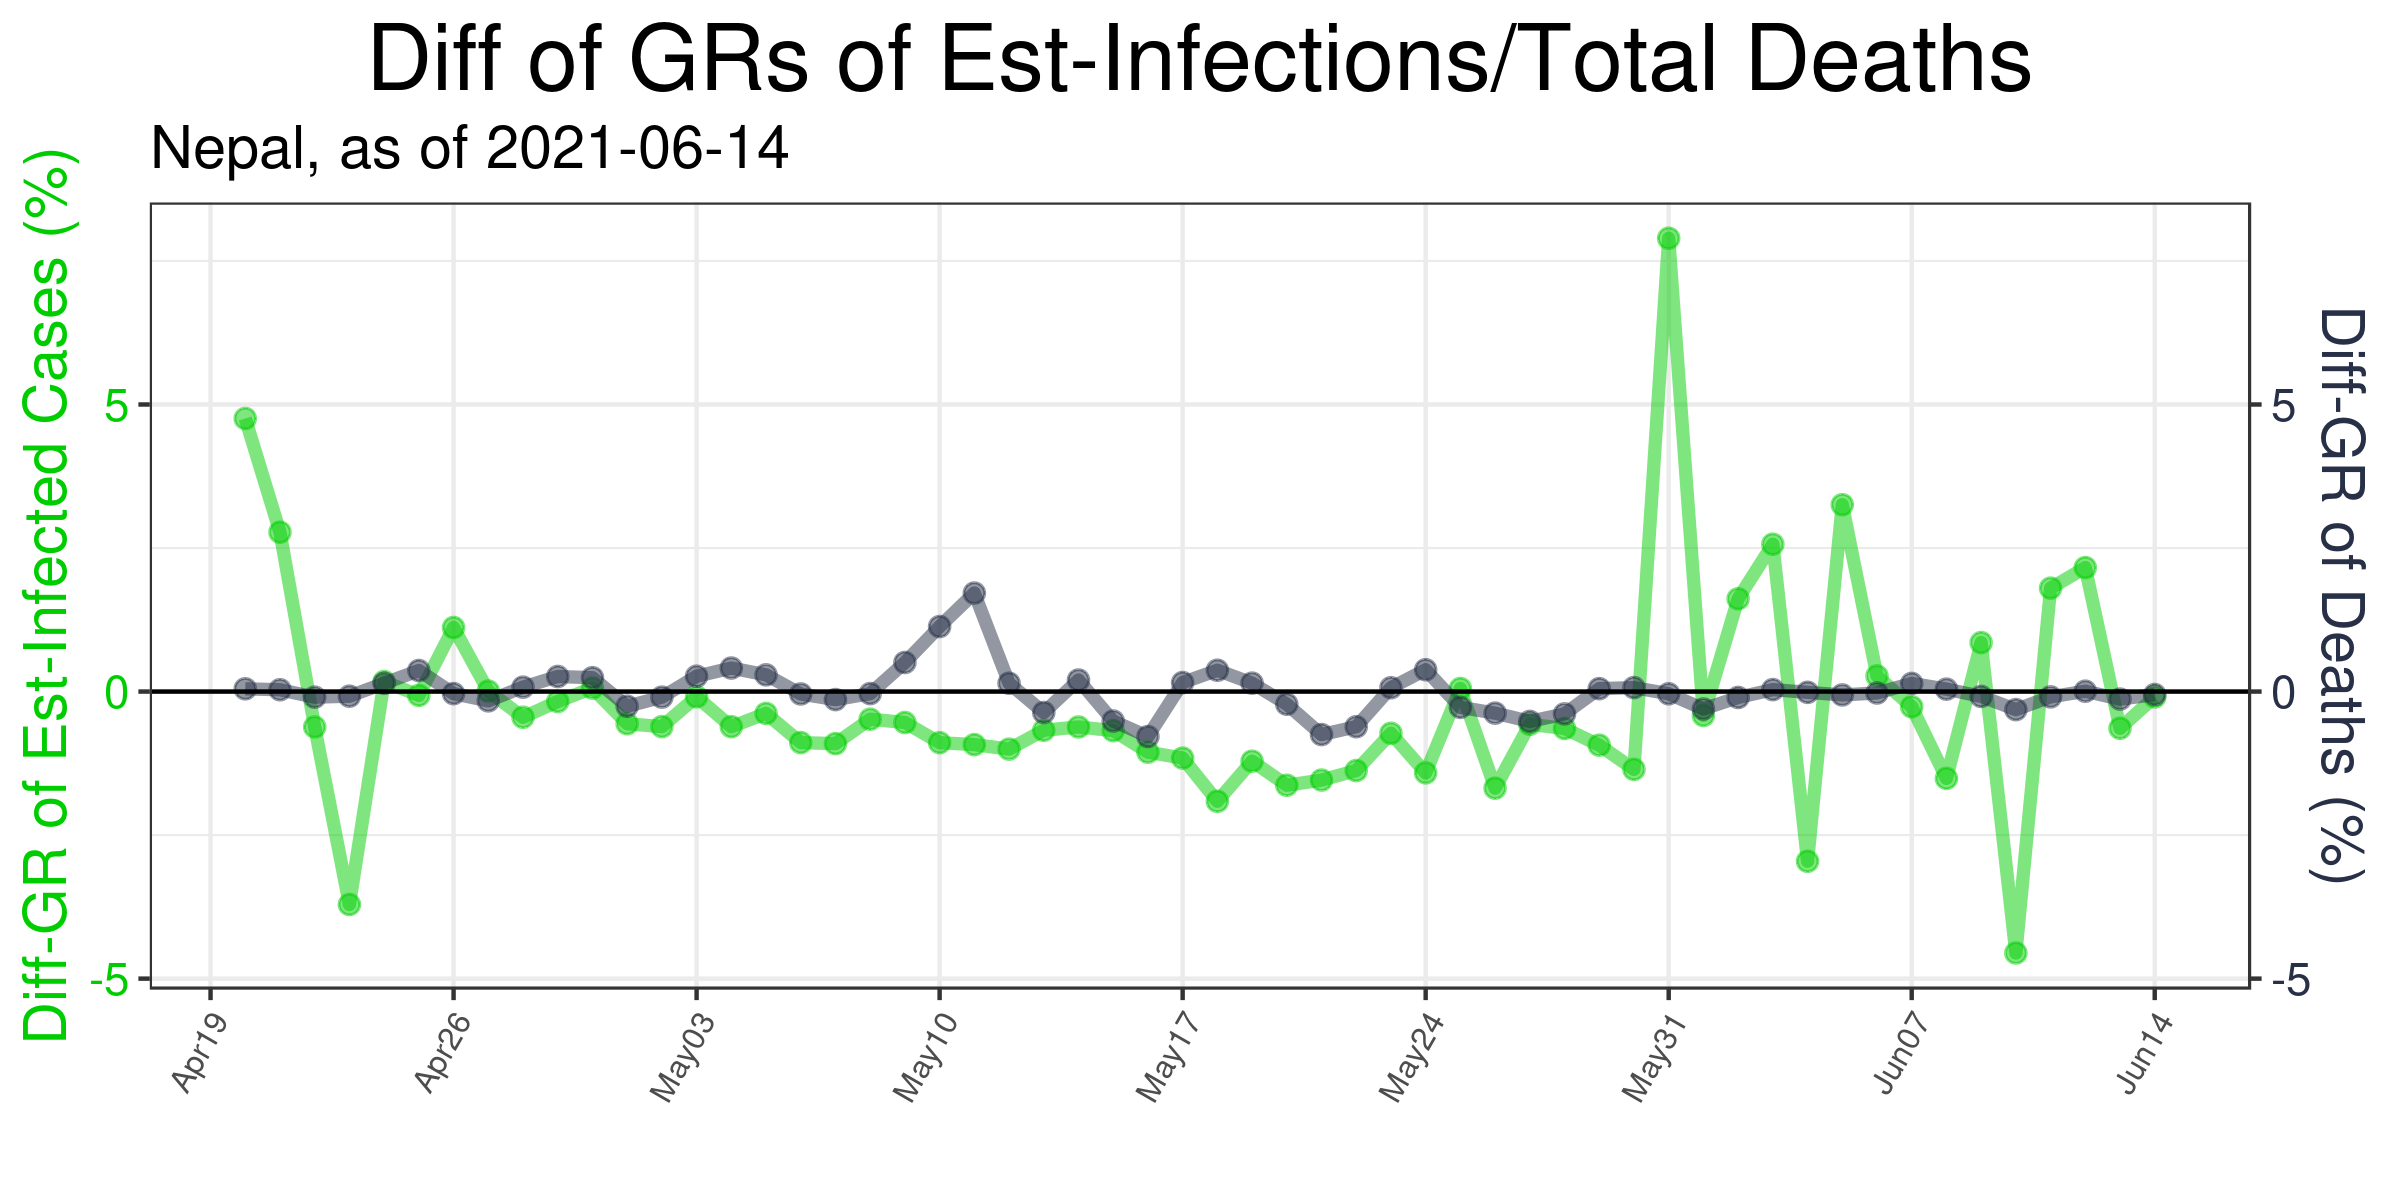 Diff of GRs of Est-Infections/Total Deaths
Nepal, as of 2021-06-14
Diff-GR of Est-Infected Cases (%)
5
0
-5
5
0
-5
Diff-GR of Deaths (%)
Apr19
Apr26
May03
May10
May17
May24
May31
Jun07
Jun14